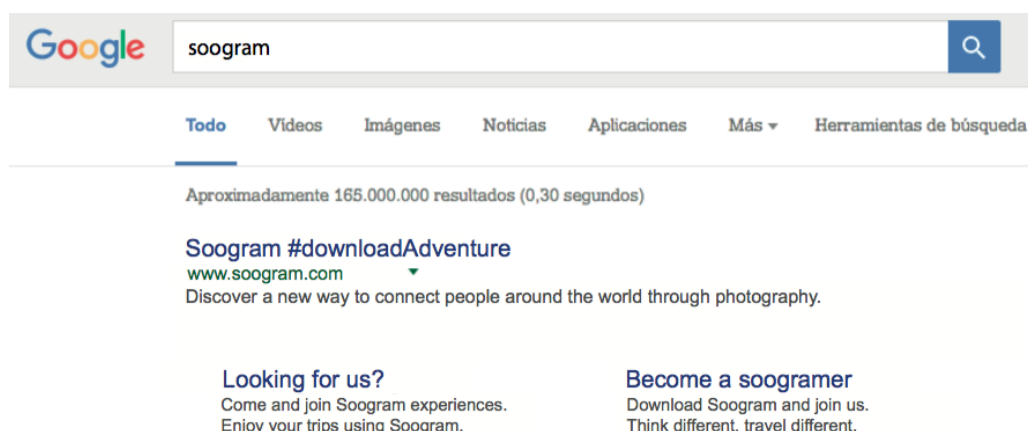 Google
soogram
Todo Vídeos Imágenes Noticias Aplicaciones Más Herramientas de búsqueda
Aproximadamente 165.000.000 resultados (0,30 segundos)
Soogram #downloadAdventure
www.soogram.com
Discover a new way to connect people around the world through photography.
Looking for us?
Come and join Soogram experiences.
Enjoy your trips using Soogram.
Become a soogramer
Download Soogram and join us.
Think different, travel different.